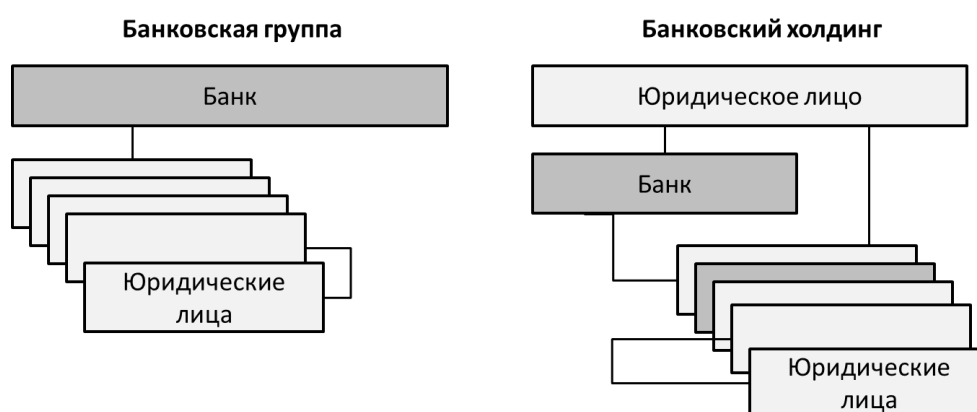 Банковская группа
Банк
Юридические
лица
Банковский холдинг
Юридическое лицо
Банк
Юридические
лица